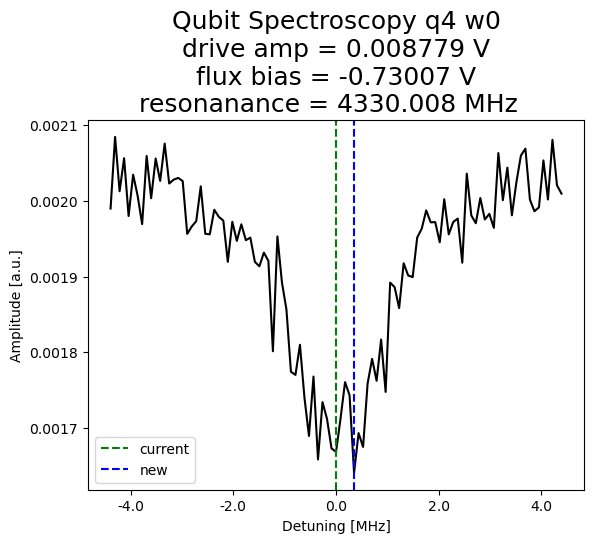 Qubit Spectroscopy q4 w0
drive amp = 0.008779 V
flux bias = -0.73007 V
resonanance = 4330.008 MHz
0.0021
0.0020
0.0019
0.0018
0.0017
Amplitude [a.u.]
current
new
-4.0
-2.0
0.0
2.0
4.0
Detuning [MHz]